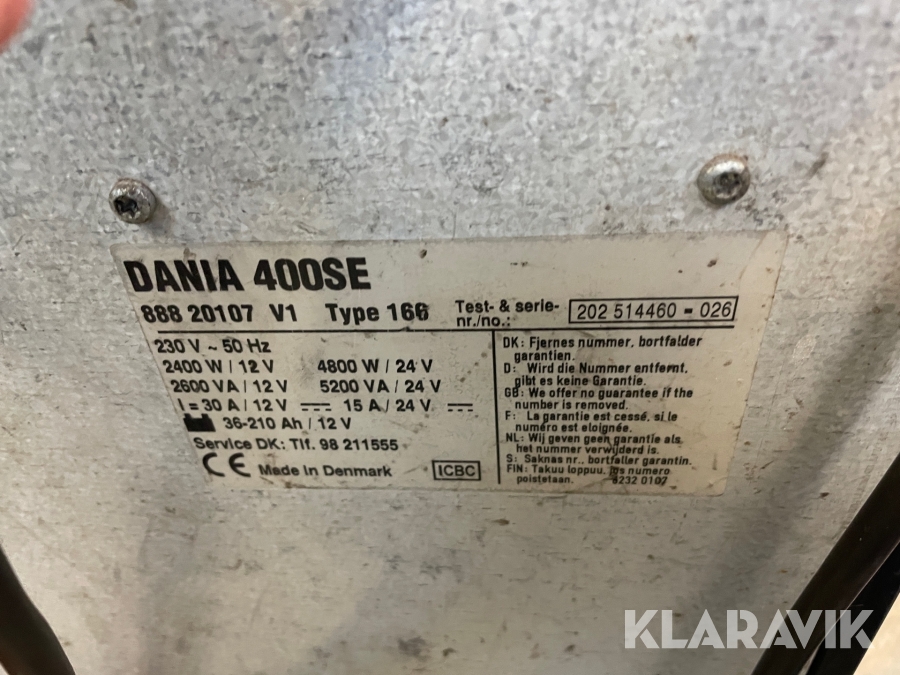 DANIA 400SE
888 20107 V1 Type 166 Test- & serie-nr./no.: 202 514460 - 026
230 V ~ 50 Hz
2400 W / 12 V 4800 W / 24 V
2600 VA / 12 V 5200 VA / 24 V
I = 30 A / 12 V 15 A / 24 V
36-210 Ah / 12 V
Service DK: Tlf. 98 211555
CE Made in Denmark ICBC
DK: Fjernes nummer, bortfalder
garantien.
D: Wird die Nummer entfernt,
gibt es keine Garantie.
GB: We offer no guarantee if the
number is removed.
F: La garantie est cessé, si le
numéro est eloignée.
NL: Wij geven geen garantie als
het nummer verwijderd is.
S: Saknas nr., bortfaller garantin.
FIN: Takuu loppuu, jos numero
poistetaan. 8232 0107
KLARAVIK